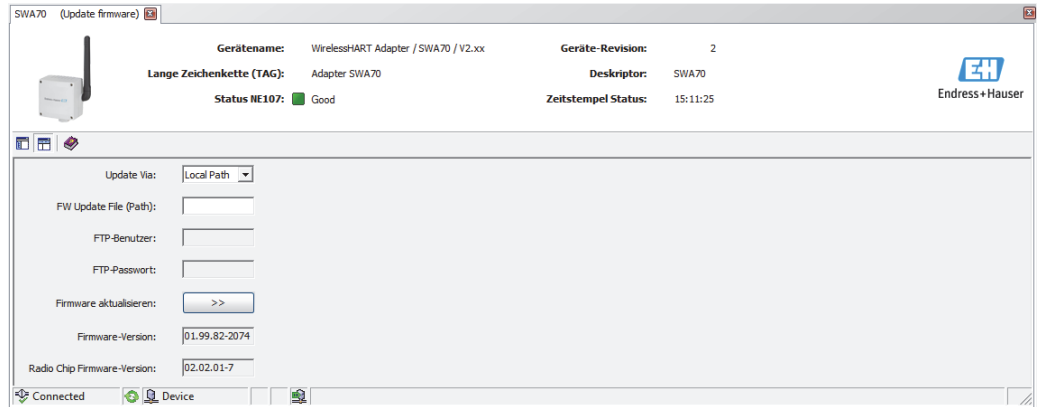 SWA70 (Update firmware)
Gerätename: WirelessHART Adapter / SWA70 / V2.xx Geräte-Revision: 2
Lange Zeichenkette (TAG): Adapter SWA70 Deskriptor: SWA70
Status NE107: Good Zeitstempel Status: 15:11:25
EH
Endress+Hauser
Update Via: Local Path
FW Update File (Path):
FTP-Benutzer:
FTP-Passwort:
Firmware aktualisieren: >>
Firmware-Version: 01.99.82-2074
Radio Chip Firmware-Version: 02.02.01-7
Connected Device